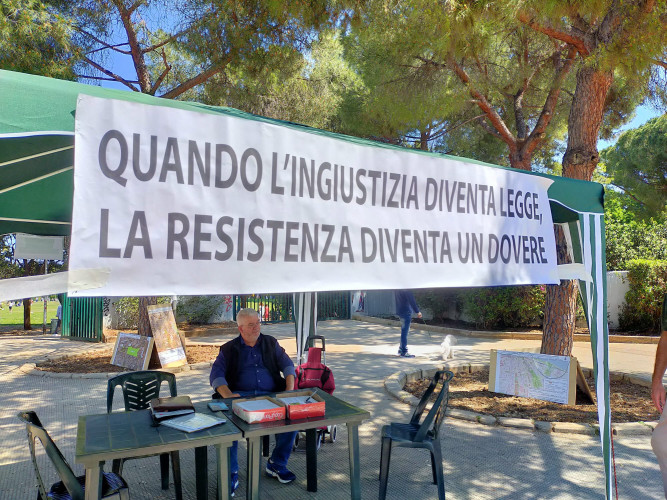 QUANDO L'INGIUSTIZIA DIVENTA LEGGE,
LA RESISTENZA DIVENTA UN DOVERE